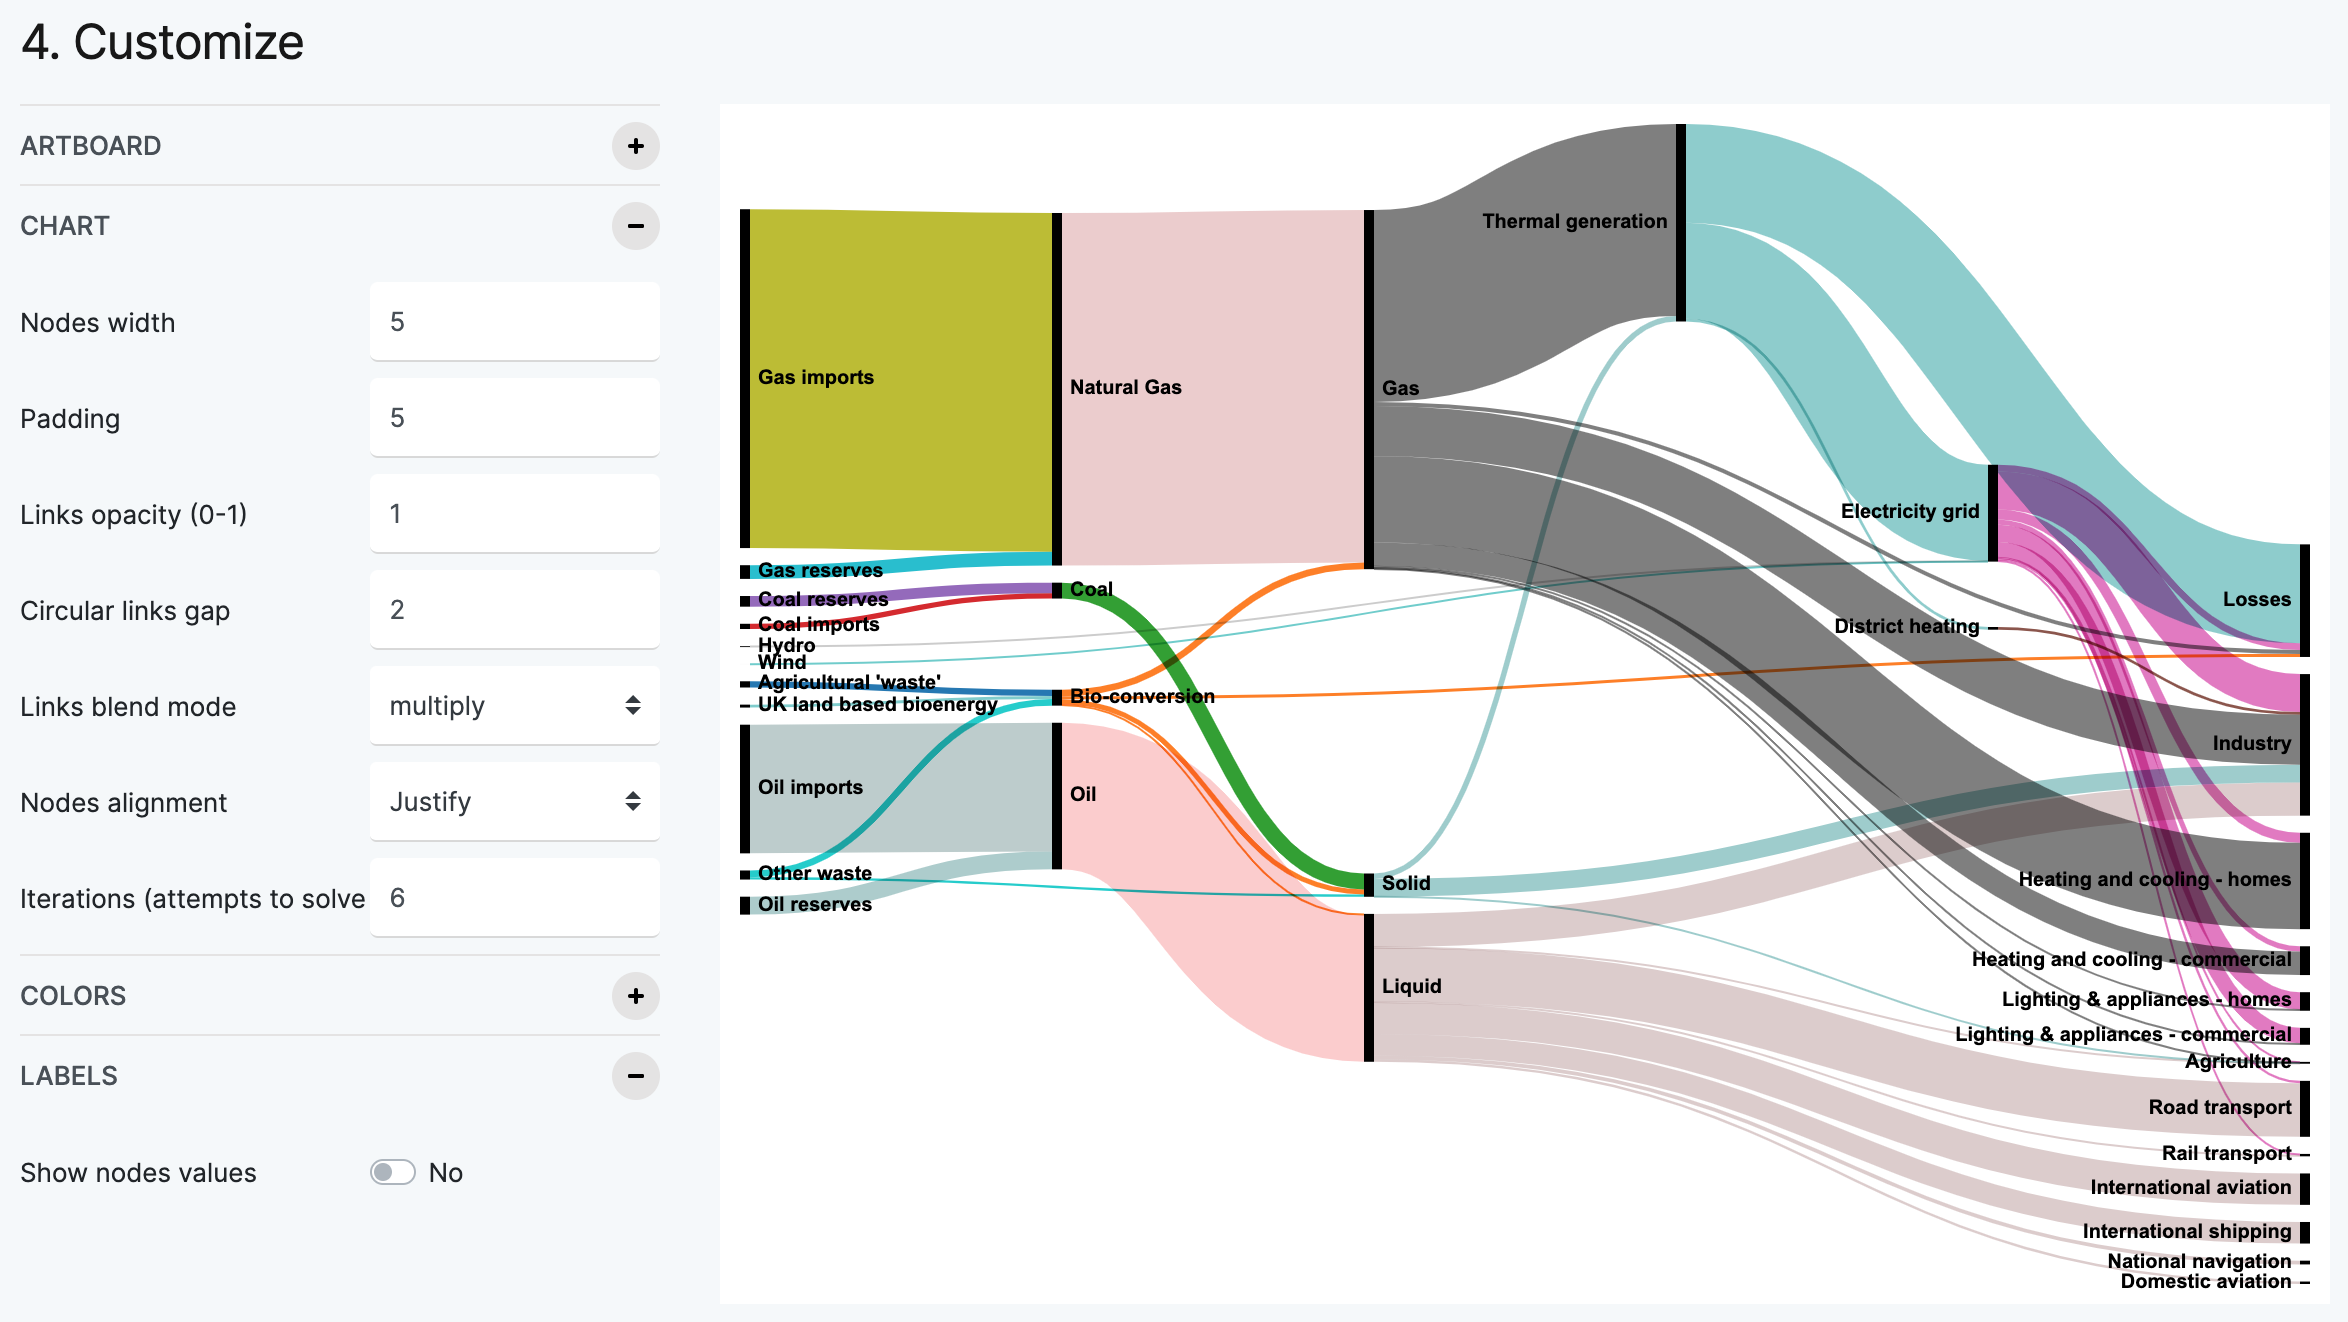 4. Customize
ARTBOARD
CHART
Nodes width
5
Padding
5
Links opacity (0-1)
1
Circular links gap
2
Links blend mode
multiply
Nodes alignment
Justify
Iterations (attempts to solve
6
COLORS
LABELS
Show nodes values
No
Gas imports
Gas reserves
Coal reserves
Coal imports
Hydro
Wind
Agricultural 'waste'
UK land based bioenergy
Oil imports
Other waste
Oil reserves
Natural Gas
Coal
Bio-conversion
Oil
Gas
Solid
Liquid
Thermal generation
Electricity grid
District heating
Losses
Industry
Heating and cooling - homes
Heating and cooling - commercial
Lighting & appliances - homes
Lighting & appliances - commercial
Agriculture
Road transport
Rail transport
International aviation
International shipping
National navigation
Domestic aviation